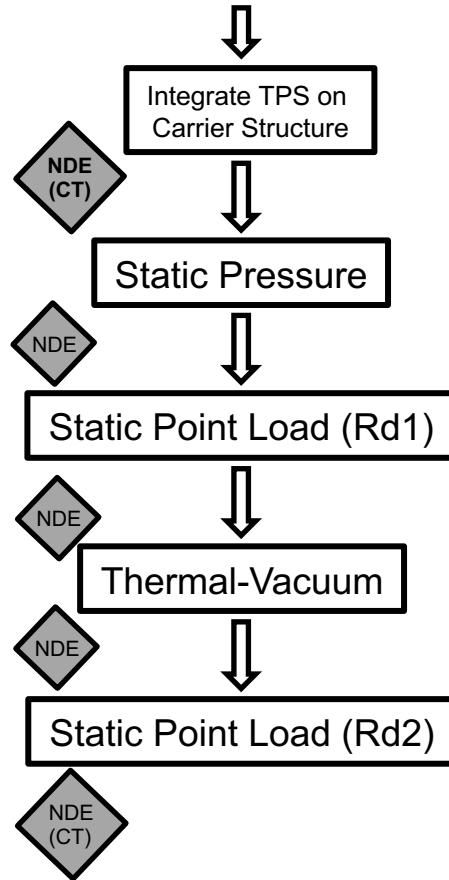 Integrate TPS on
Carrier Structure
NDE
(CT)
Static Pressure
NDE
Static Point Load (Rd1)
NDE
Thermal-Vacuum
NDE
Static Point Load (Rd2)
NDE
(CT)